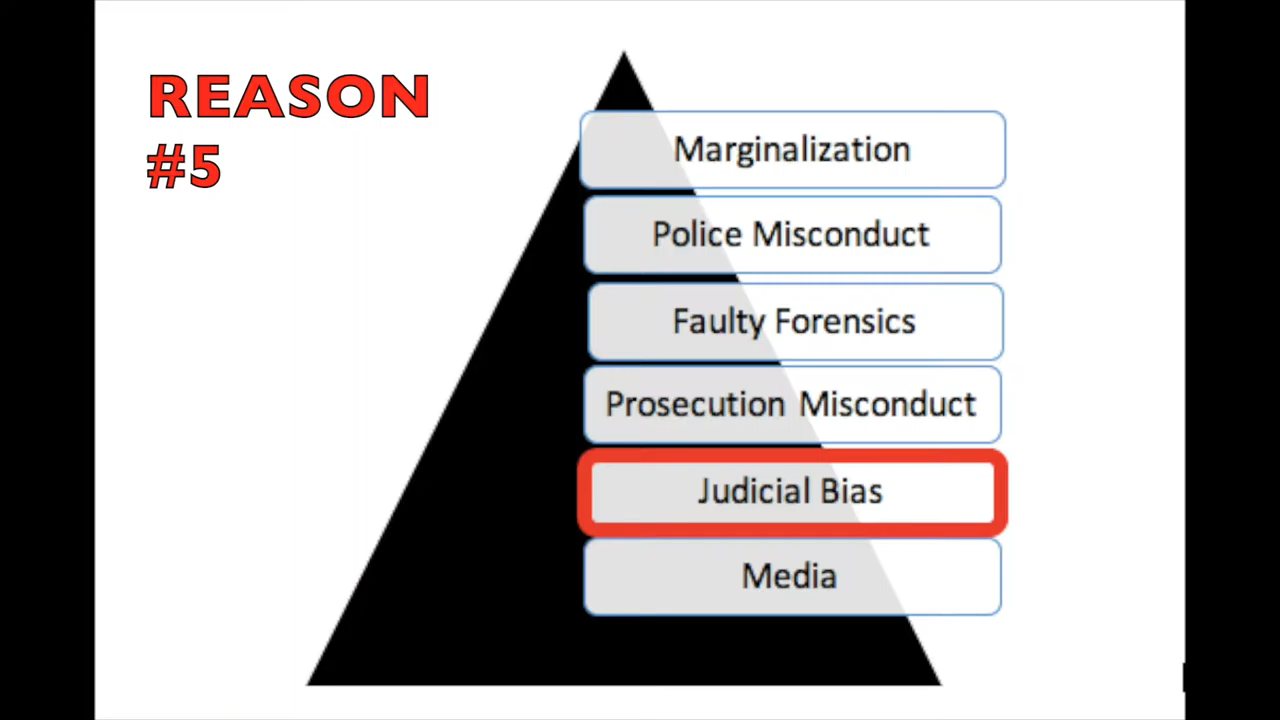 REASON
#5
Marginalization
Police Misconduct
Faulty Forensics
Prosecution Misconduct
Judicial Bias
Media